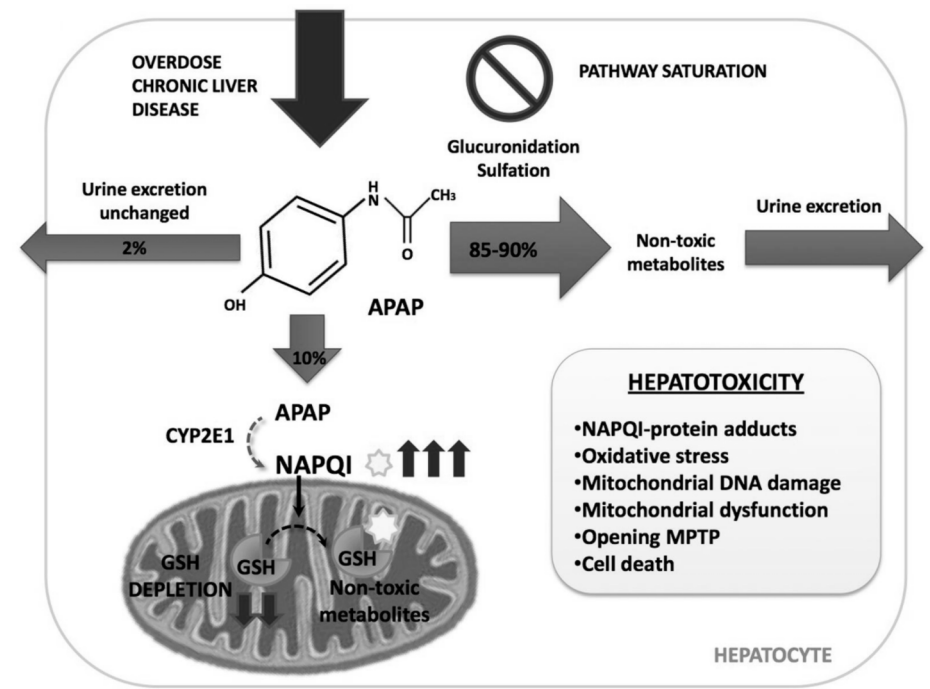 OVERDOSE
CHRONIC LIVER
DISEASE
PATHWAY SATURATION
Glucuronidation
Sulfation
Urine excretion
unchanged
2%
H
N
CH₃
O
OH
APAP
85-90%
Non-toxic
metabolites
Urine excretion
10%
APAP
CYP2E1
NAPQI
GSH
DEPLETION
GSH
GSH
Non-toxic
metabolites
HEPATOTOXICITY
•NAPQI-protein adducts
•Oxidative stress
•Mitochondrial DNA damage
•Mitochondrial dysfunction
•Opening MPTP
•Cell death
HEPATOCYTE